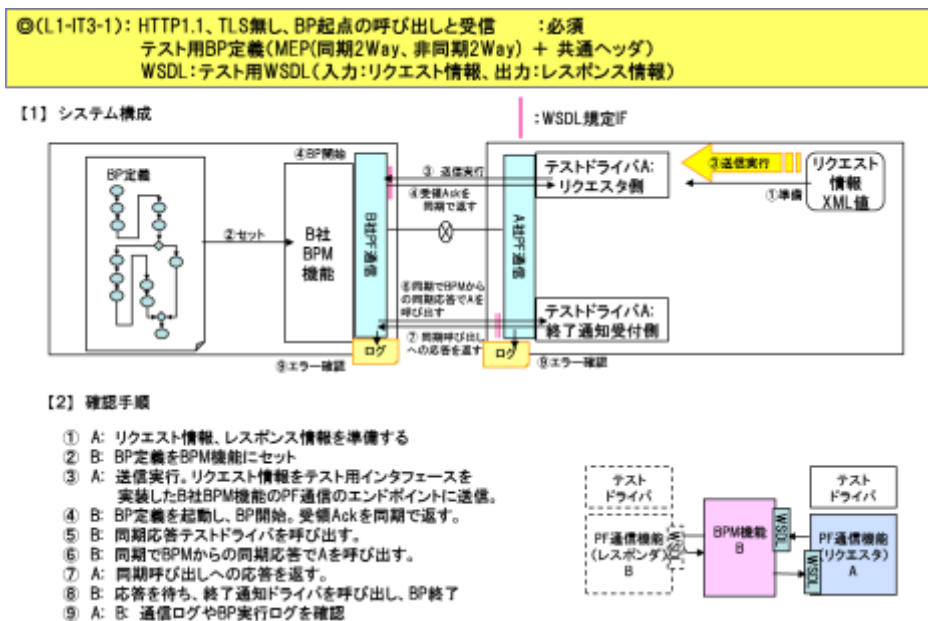 ◎(L1-IT3-1): HTTP1.1、TLS無し、BP起点の呼び出しと受信 :必須
テスト用BP定義(MEP(同期2Way、非同期2Way) + 共通ヘッダ)
WSDL:テスト用WSDL(入力:リクエスト情報、出力:レスポンス情報)
【1】 システム構成
:WSDL規定IF
BP定義
②セット
B社
BPM
機能
④BP開始
B社PF通信
③ 送信実行
④受領Ackを
同期で返す
A社PF通信
テストドライバA:
リクエスタ側
③送信実行
①準備
リクエスト
情報
XML値
⑥同期でBPMから
の同期応答でAを
呼び出す
⑦ 同期呼び出し
への応答を返す
テストドライバA:
終了通知受付側
ログ
ログ
⑨エラー確認
⑨エラー確認
【2】 確認手順
① A: リクエスト情報、レスポンス情報を準備する
② B: BP定義をBPM機能にセット
③ A: 送信実行。リクエスト情報をテスト用インタフェースを
実装したB社BPM機能のPF通信のエンドポイントに送信。
④ B: BP定義を起動し、BP開始。受領Ackを同期で返す。
⑤ B: 同期応答テストドライバを呼び出す。
⑥ B: 同期でBPMからの同期応答でAを呼び出す。
⑦ A: 同期呼び出しへの応答を返す。
⑧ B: 応答を待ち、終了通知ドライバを呼び出し、BP終了
⑨ A: B: 通信ログやBP実行ログを確認
テスト
ドライバ
PF通信機能
(レスポンダ)
B
WSDL
BPM機能
B
WSDL
WSDL
テスト
ドライバ
PF通信機能
(リクエスタ)
A